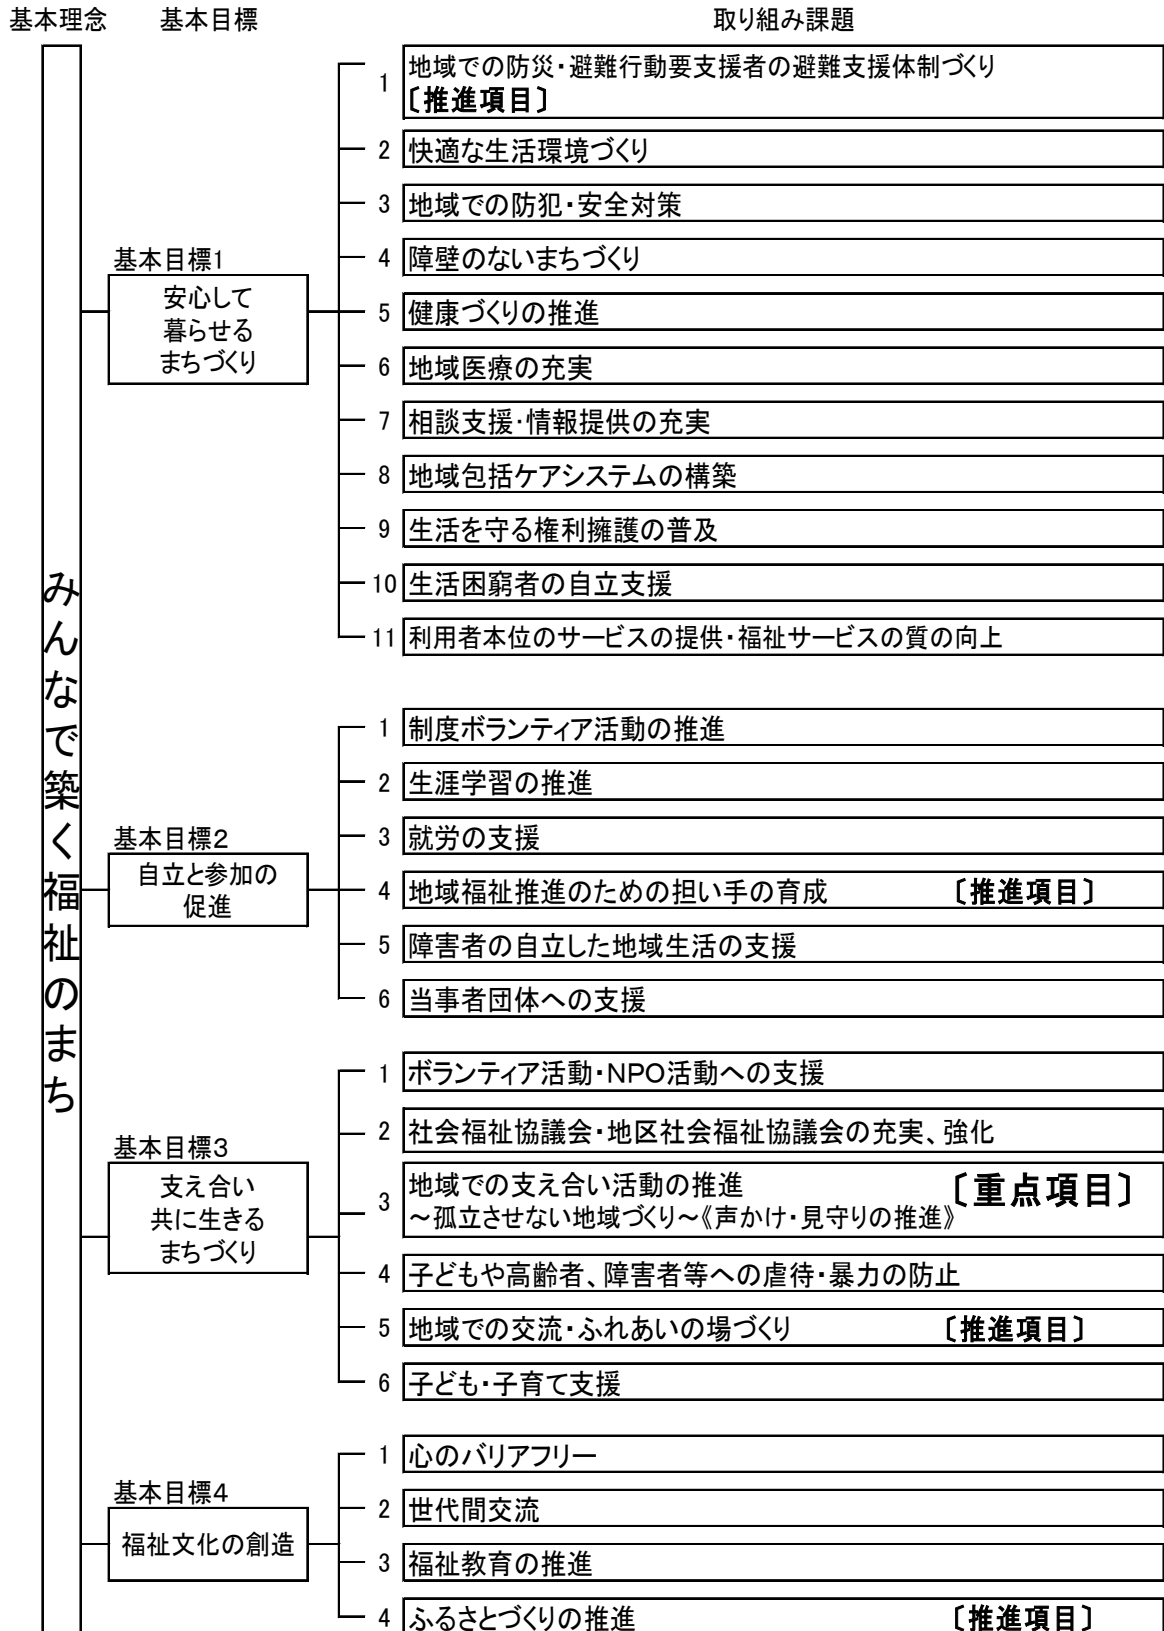 基本理念 基本目標 取り組み課題
みんなで築く福祉のまち
基本目標1
安心して
暮らせる
まちづくり
1 地域での防災・避難行動要支援者の避難支援体制づくり
〔推進項目〕
2 快適な生活環境づくり
3 地域での防犯・安全対策
4 障壁のないまちづくり
5 健康づくりの推進
6 地域医療の充実
7 相談支援・情報提供の充実
8 地域包括ケアシステムの構築
9 生活を守る権利擁護の普及
10 生活困窮者の自立支援
11 利用者本位のサービスの提供・福祉サービスの質の向上
基本目標2
自立と参加の
促進
1 制度ボランティア活動の推進
2 生涯学習の推進
3 就労の支援
4 地域福祉推進のための担い手の育成 〔推進項目〕
5 障害者の自立した地域生活の支援
6 当事者団体への支援
基本目標3
支え合い
共に生きる
まちづくり
1 ボランティア活動・NPO活動への支援
2 社会福祉協議会・地区社会福祉協議会の充実、強化
3 地域での支え合い活動の推進 〔重点項目〕
～孤立させない地域づくり～《声かけ・見守りの推進》
4 子どもや高齢者、障害者等への虐待・暴力の防止
5 地域での交流・ふれあいの場づくり 〔推進項目〕
6 子ども・子育て支援
基本目標4
福祉文化の創造
1 心のバリアフリー
2 世代間交流
3 福祉教育の推進
4 ふるさとづくりの推進 〔推進項目〕